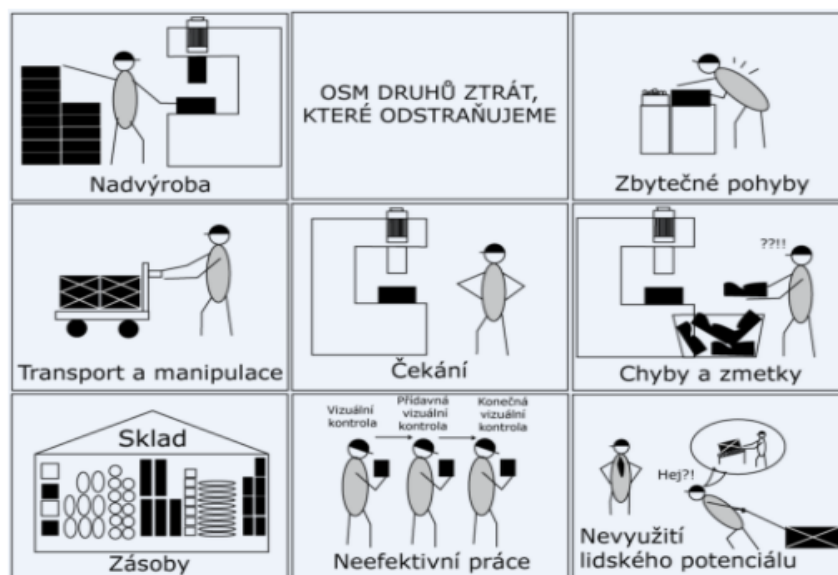 Nadvýroba
OSM DRUHŮ ZTRÁT,
KTERÉ ODSTRAŇUJEME
Zbytečné pohyby
Transport a manipulace
Čekání
??!!
Chyby a zmetky
Sklad
Zásoby
Vizuální
kontrola
Přídavná
vizuální
kontrola
Konečná
vizuální
kontrola
Neefektivní práce
Hej?!
Nevyužití
lidského potenciálu